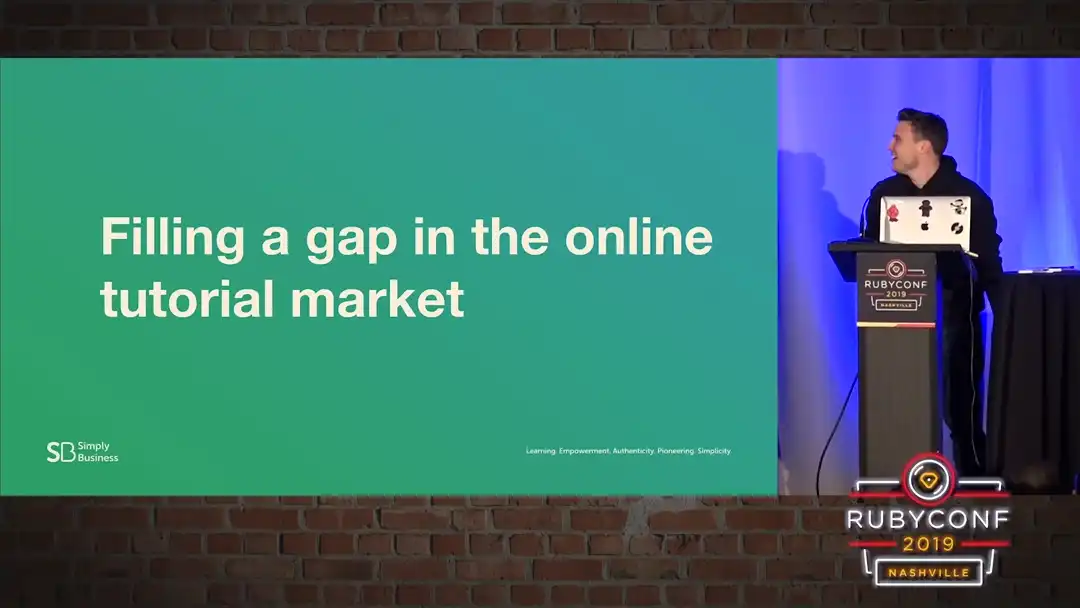 Filling a gap in the online
tutorial market
SB Simply
Business
Learning. Empowerment. Authenticity. Pioneering. Simplicity
RUBYCONF
2019
NASHVILLE
RUBYCONF
2019
NASHVILLE